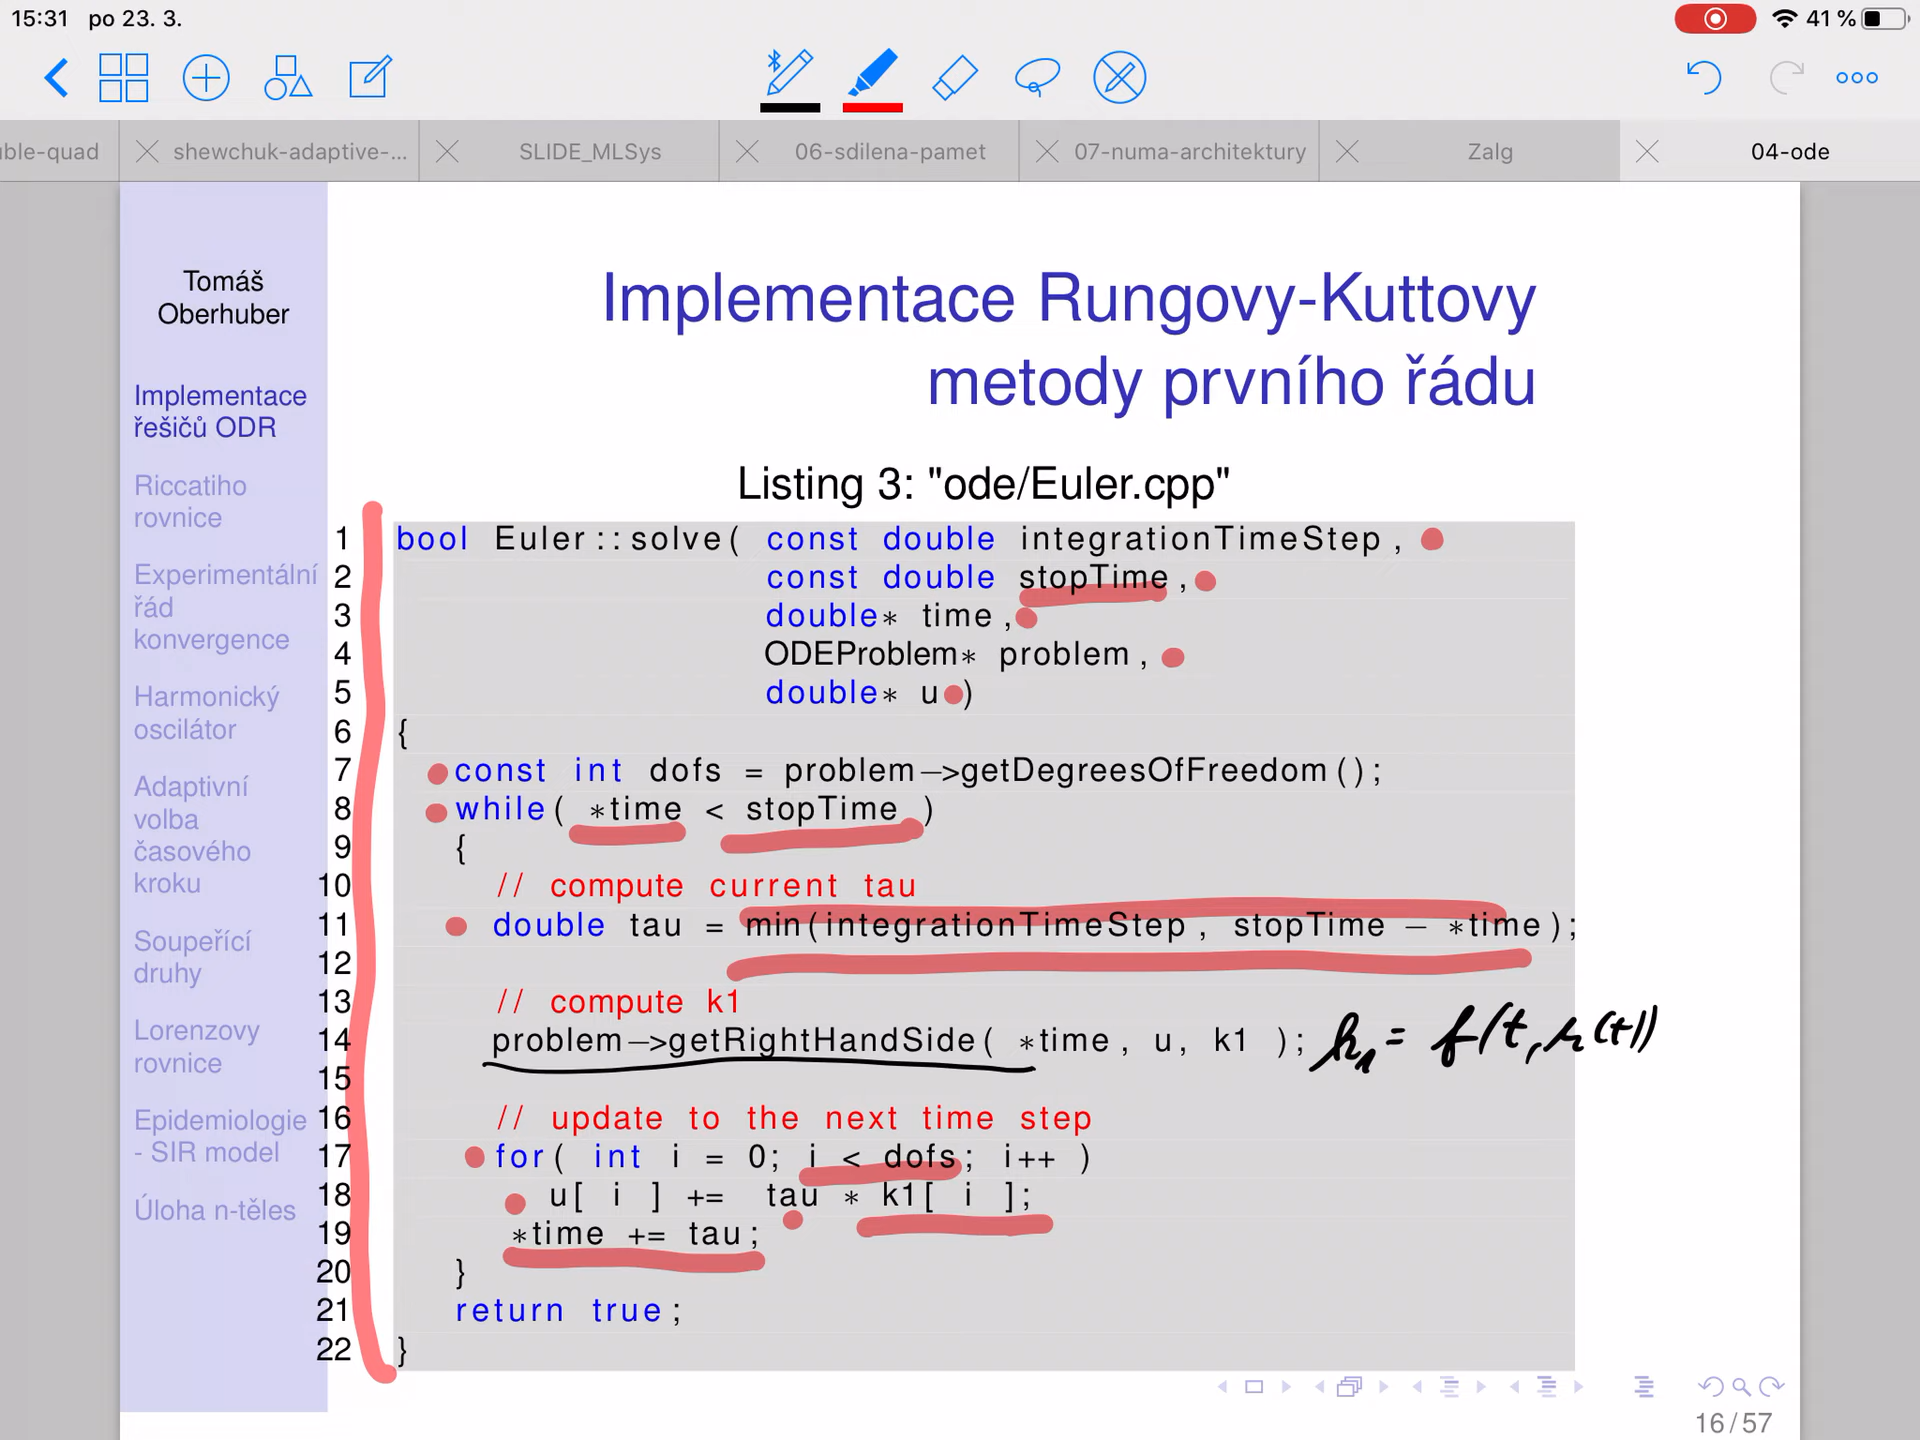 15:31 po 23. 3.
41 %
ble-quad
shewchuk-adaptive-...
SLIDE_MLSys
06-sdilena-pamet
07-numa-architektury
Zalg
04-ode
Tomáš
Oberhuber
Implementace
řešičů ODR
Riccatiho
rovnice
Experimentální
řád
konvergence
Harmonický
oscilátor
Adaptivní
volba
časového
kroku
Soupeřící
druhy
Lorenzovy
rovnice
Epidemiologie
- SIR model
Úloha n-těles
Implementace Rungovy-Kuttovy
metody prvního řádu
Listing 3: "ode/Euler.cpp"
1 bool Euler::solve( const double integrationTimeStep,
2 const double stopTime,
3 double* time,
4 ODEProblem* problem,
5 double* u )
6 {
7 const int dofs = problem->getDegreesOfFreedom();
8 while( *time < stopTime )
9 {
10 // compute current tau
11 double tau = min(integrationTimeStep, stopTime - *time);
12
13 // compute k1
14 problem->getRightHandSide( *time, u, k1 ); k1 = f(t, u(t))
15
16 // update to the next time step
17 for( int i = 0; i < dofs; i++ )
18 u[ i ] += tau * k1[ i ];
19 *time += tau;
20 }
21 return true;
22 }
16/57